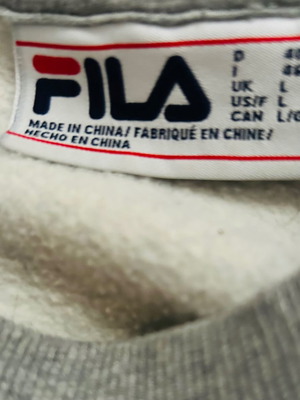 FILA
D
I
UK L
US/F L
CAN
MADE IN CHINA/ FABRIQUÉ EN CHINE/
HECHO EN CHINA